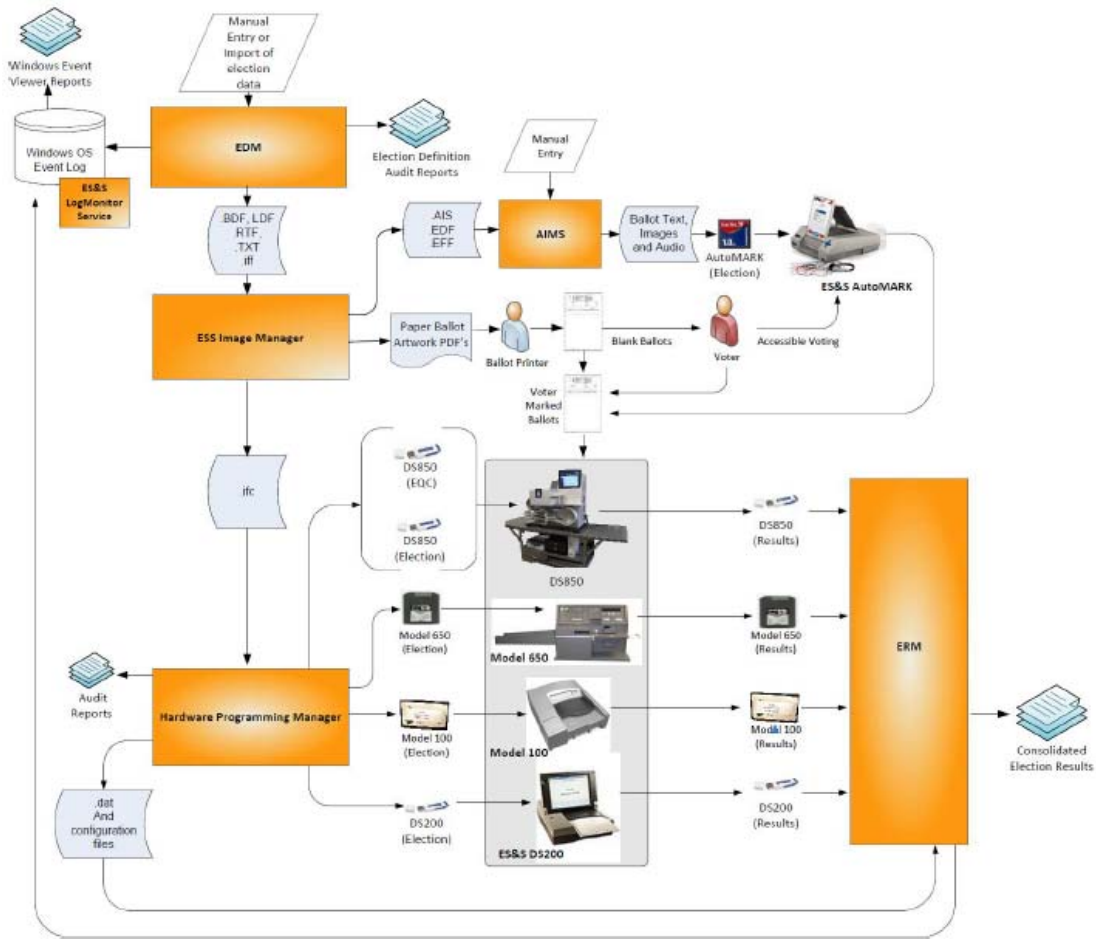 Manual
Entry or
Import of
election
data
'Windows Event
'Viewer Reports
Windows OS
Event Log
ES&S
LogMonitor
Service
EDM
Election Definition
Audit Reports
Manual
Entry
.BDF, LDF
.RTF,
.TXT
.iff
.AIS
.EDF
.EFF
AIMS
Ballot Text,
Images
and Audio
AutoMARK
(Election)
ES&S AutoMARK
ESS Image Manager
Paper Ballot
Artwork PDF's
Ballot Printer
Blank Ballots
Voter
Accessible Voting
Voter
Marked
Ballots
.ifc
DS850
(EQC)
DS850
(Election)
DS850
DS850
(Results)
Model 650
(Election)
Model 650
Model 650
(Results)
ERM
Audit
Reports
Hardware Programming Manager
Model 100
(Election)
Model 100
Model 100
(Results)
Consolidated
Election Results
.dat
And
configuration
files
DS200
(Election)
ES&S DS200
DS200
(Results)